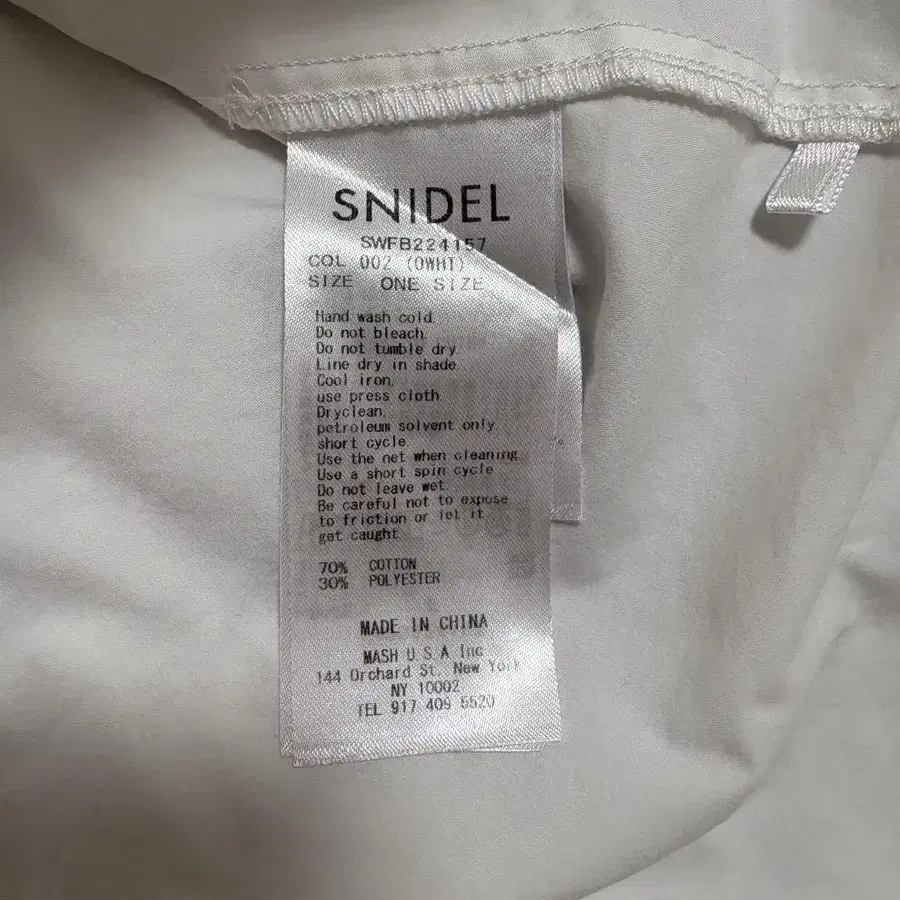 SNIDEL
SWFB224157
COL 002 (OWHT)
SIZE ONE SIZE
Hand wash cold.
Do not bleach.
Do not tumble dry.
Line dry in shade.
Cool iron,
use press cloth.
Dryclean,
petroleum solvent only.
short cycle.
Use the net when cleaning.
Use a short spin cycle
Do not leave wet.
Be careful not to expose
to friction or let it
get caught.
70% COTTON
30% POLYESTER
MADE IN CHINA
MASH U.S.A Inc
144 Orchard St. New York
NY 10002
TEL 917 409 5520